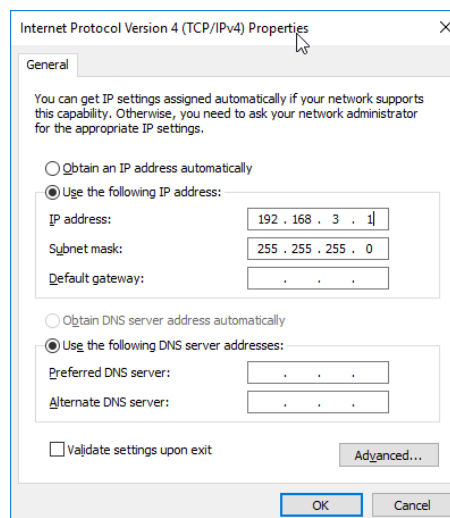 Internet Protocol Version 4 (TCP/IPv4) Properties
General
You can get IP settings assigned automatically if your network supports
this capability. Otherwise, you need to ask your network administrator
for the appropriate IP settings.
Obtain an IP address automatically
Use the following IP address:
IP address: 192 . 168 . 3 . 1
Subnet mask: 255 . 255 . 255 . 0
Default gateway: . . .
Obtain DNS server address automatically
Use the following DNS server addresses:
Preferred DNS server: . . .
Alternate DNS server: . . .
Validate settings upon exit
Advanced...
OK Cancel